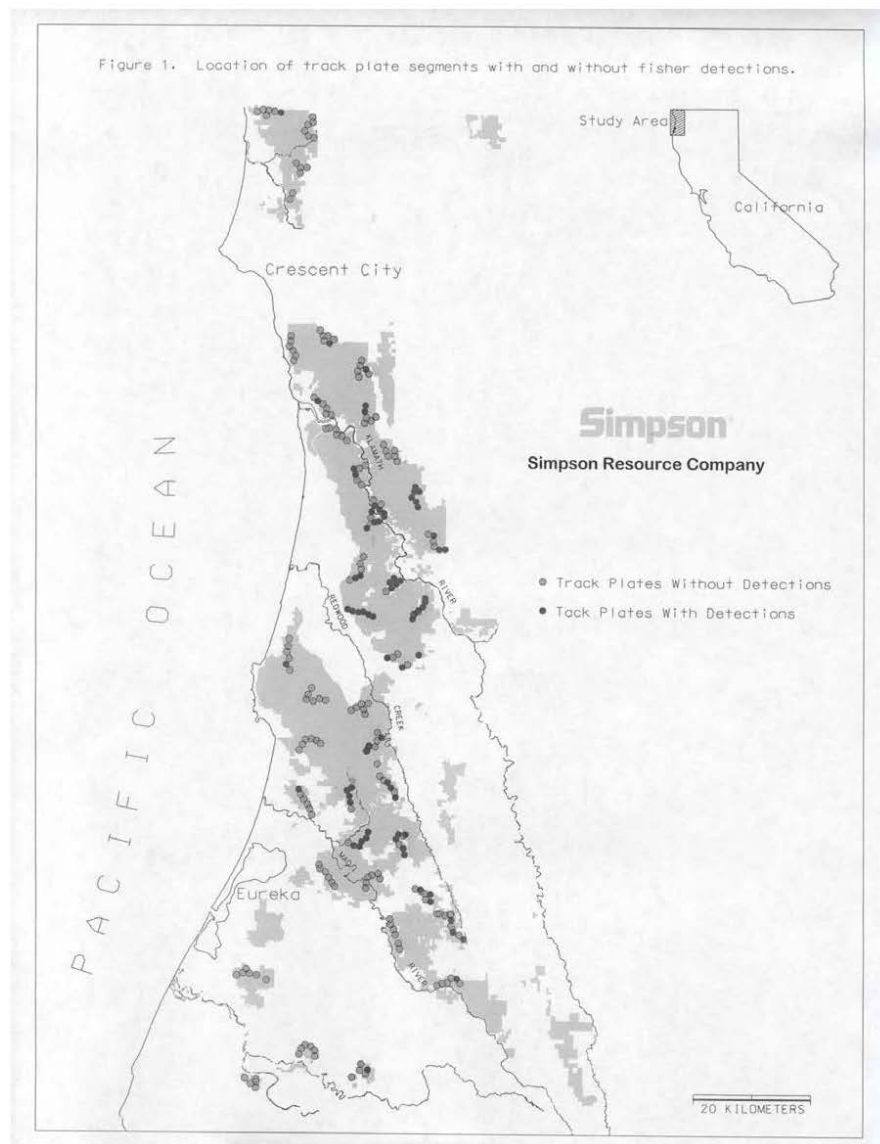 Figure 1. Location of track plate segments with and without fisher detections.
Study Area
California
Crescent City
Simpson
Simpson Resource Company
KLAMATH
RIVER
Track Plates Without Detections
Tack Plates With Detections
REDWOOD
CREEK
PACIFIC OCEAN
MAD
Eureka
RIVER
20 KILOMETERS